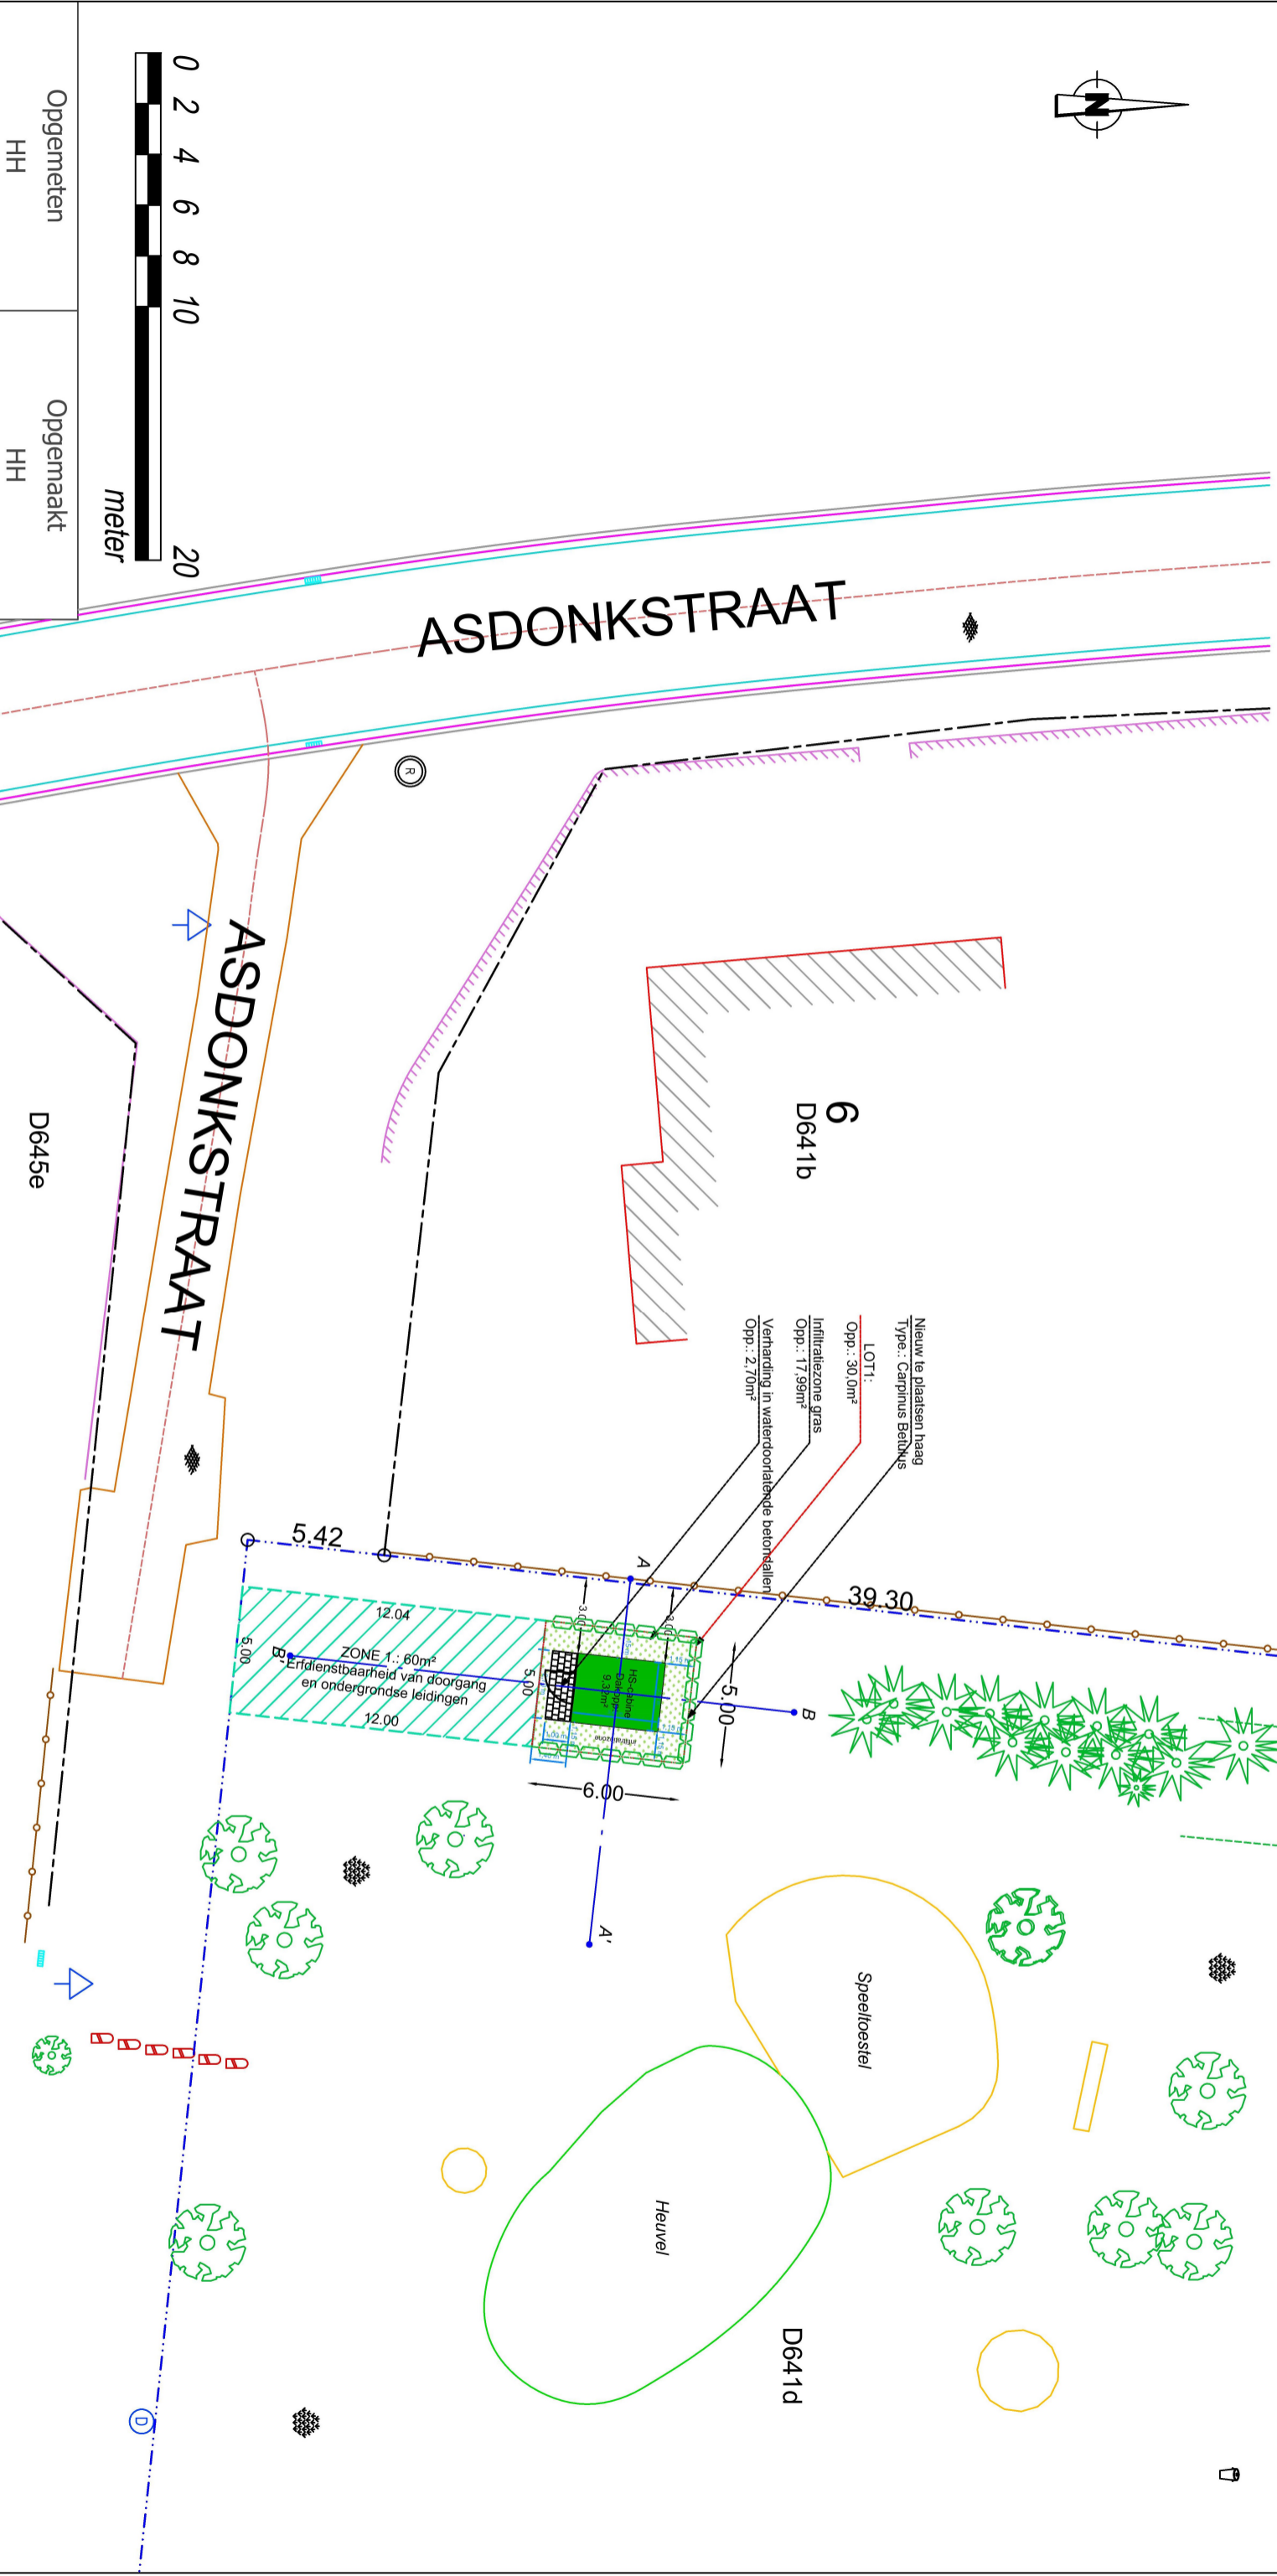 N
Nieuw te plaatsen haag
Type.: Carpinus Betulus
LOT1:
Opp.: 30,0m²
Infiltratiezone gras
Opp.: 17,99m²
Verharding in waterdoorlatende betondallen
Opp.: 2,70m²
6
D641b
D641d
D645e
ASDONKSTRAAT
ASDONKSTRAAT
R
D
Speeltoestel
Heuvel
39.30
5.42
A
A'
B
B'
3.00
3.00
5.00
6.00
5.00
5.00
12.04
12.00
HS-cabine
infiltratiezone
ZONE 1.: 60m²
Erfdienstbaarheid van doorgang
en ondergrondse leidingen
0 2 4 6 8 10 20
meter
Opgemeten
HH
Opgemaakt
HH